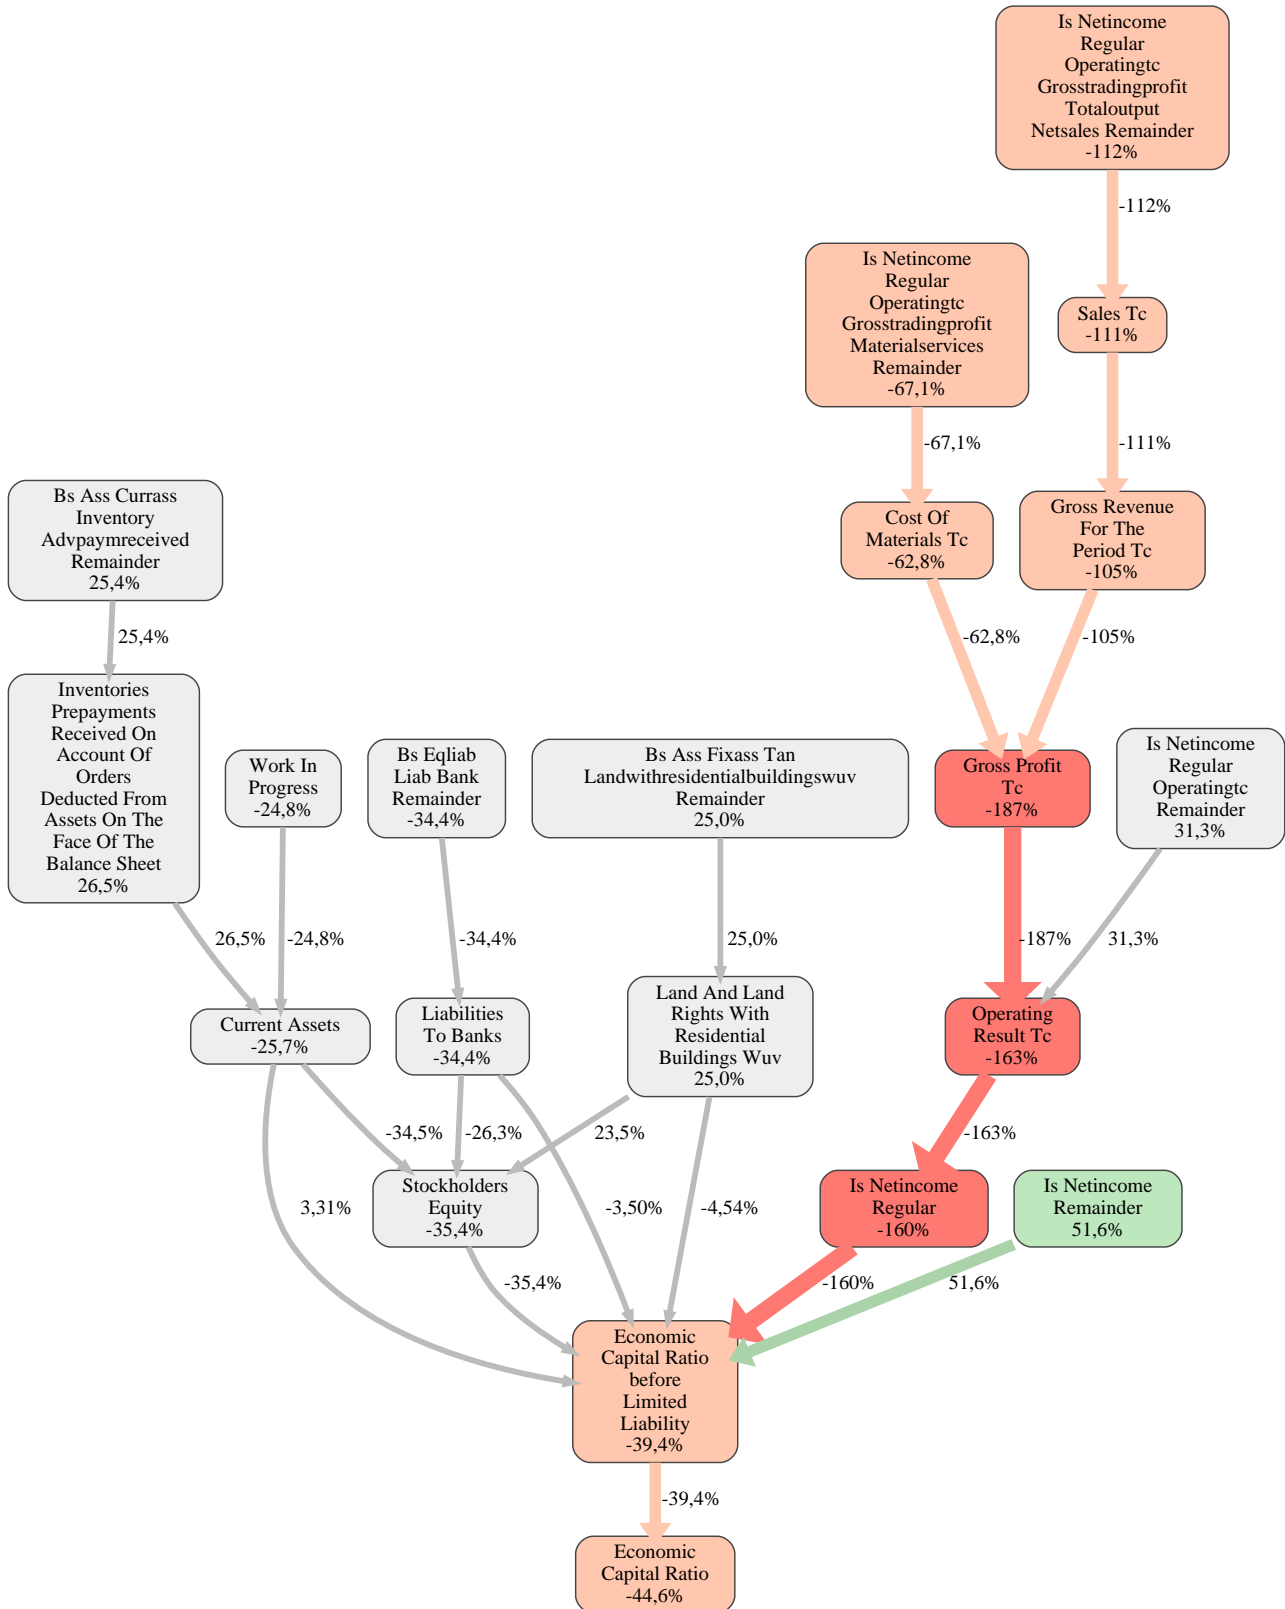 Is Netincome
Regular
Operatingtc
Grosstradingprofit
Totaloutput
Netsales Remainder
-112%
-112%
Is Netincome
Regular
Operatingtc
Grosstradingprofit
Materialservices
Remainder
-67,1%
Sales Tc
-111%
-67,1%
-111%
Bs Ass Currass
Inventory
Advpaymreceived
Remainder
25,4%
Cost Of
Materials Tc
-62,8%
Gross Revenue
For The
Period Tc
-105%
25,4%
-62,8%
-105%
Inventories
Prepayments
Received On
Account Of
Orders
Deducted From
Assets On The
Face Of The
Balance Sheet
26,5%
Work In
Progress
-24,8%
Bs Eqliab
Liab Bank
Remainder
-34,4%
Bs Ass Fixass Tan
Landwithresidentialbuildingswuv
Remainder
25,0%
Gross Profit
Tc
-187%
Is Netincome
Regular
Operatingtc
Remainder
31,3%
26,5%
-24,8%
-34,4%
25,0%
-187%
31,3%
Current Assets
-25,7%
Liabilities
To Banks
-34,4%
Land And Land
Rights With
Residential
Buildings Wuv
25,0%
Operating
Result Tc
-163%
-34,5%
-26,3%
23,5%
-163%
3,31%
Stockholders
Equity
-35,4%
-3,50%
-4,54%
Is Netincome
Regular
-160%
Is Netincome
Remainder
51,6%
-35,4%
-160%
51,6%
Economic
Capital Ratio
before
Limited
Liability
-39,4%
-39,4%
Economic
Capital Ratio
-44,6%